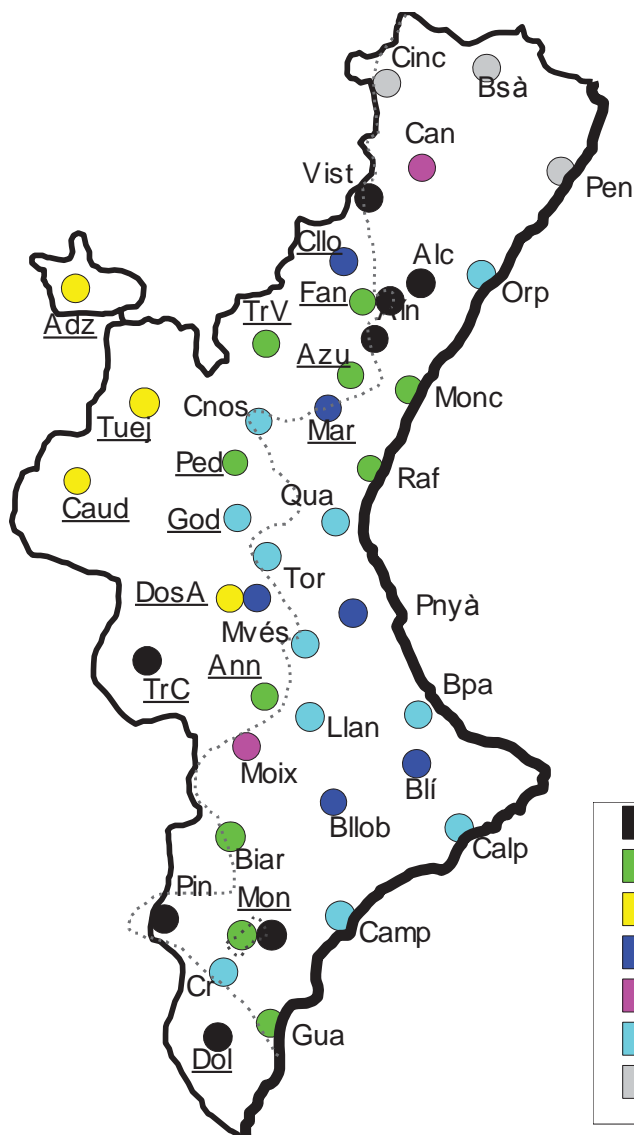 Cinc
Bsà
Can
Vist
Pen
Cllo
Alc
Orp
Fan
Aln
Adz
TrV
Azu
Monc
Cnos
Tuej
Mar
Ped
Raf
Caud
Qua
God
Tor
DosA
Pnyà
Mvés
Ann
TrC
Bpa
Llan
Moix
Blí
Bllob
Calp
Biar
Pin
Mon
Camp
Cr
Gua
Dol